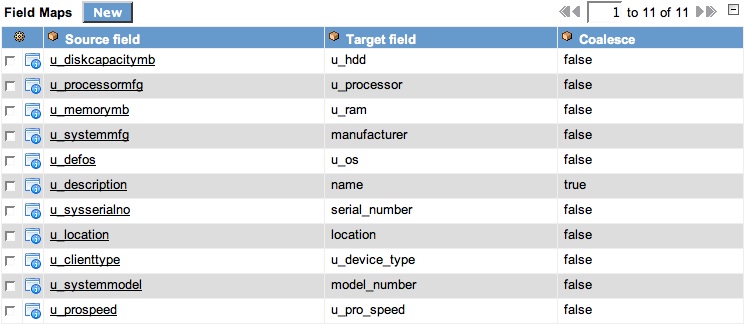 Field Maps New 1 to 11 of 11
Source field Target field Coalesce
u_diskcapacitymb u_hdd false
u_processormfg u_processor false
u_memorymb u_ram false
u_systemmfg manufacturer false
u_defos u_os false
u_description name true
u_sysserialno serial_number false
u_location location false
u_clienttype u_device_type false
u_systemmodel model_number false
u_prospeed u_pro_speed false